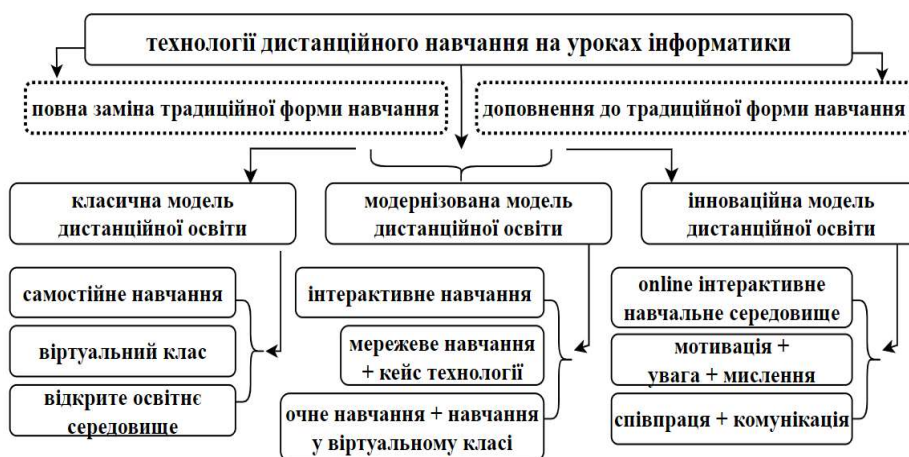 технології дистанційного навчання на уроках інформатики
повна заміна традиційної форми навчання
доповнення до традиційної форми навчання
класична модель
дистанційної освіти
модернізована модель
дистанційної освіти
інноваційна модель
дистанційної освіти
самостійне навчання
віртуальний клас
відкрите освітнє
середовище
інтерактивне навчання
мережеве навчання
+ кейс технології
очне навчання + навчання
у віртуальному класі
online інтерактивне
навчальне середовище
мотивація +
увага + мислення
співпраця + комунікація